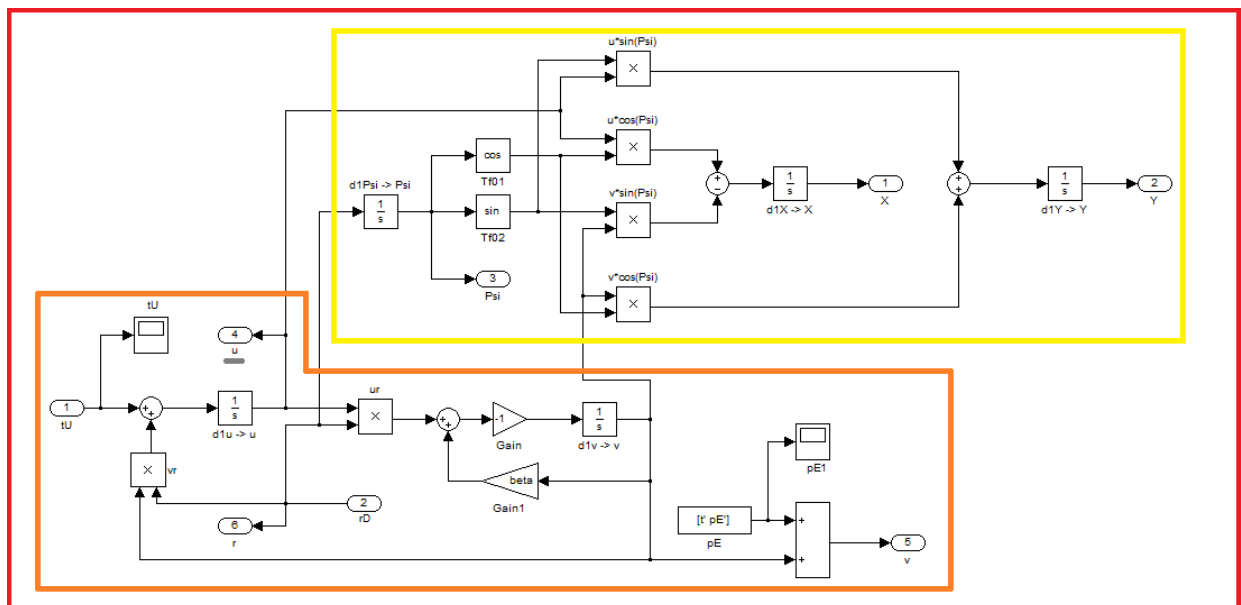 u*sin(Psi)
×
u*cos(Psi)
×
cos
Tf01
d1Psi -> Psi
1
s
v*sin(Psi)
×
sin
Tf02
+
−
1
s
d1X -> X
1
X
+
+
1
s
d1Y -> Y
2
Y
3
Psi
v*cos(Psi)
×
tU
4
u
1
tU
+
+
1
s
d1u -> u
ur
×
+
+
-1
Gain
1
s
d1v -> v
×
vr
beta
Gain1
2
rD
6
r
pE1
[t' pE']
pE
+
+
5
v